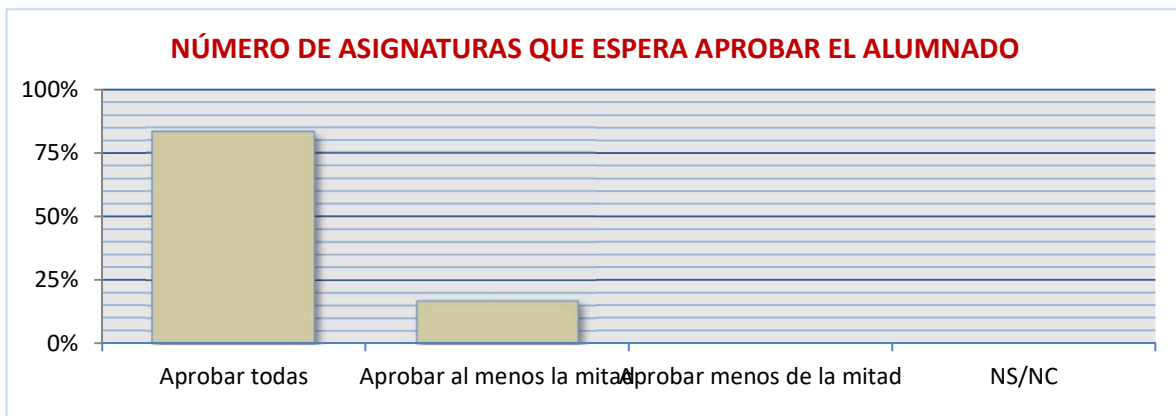 NÚMERO DE ASIGNATURAS QUE ESPERA APROBAR EL ALUMNADO
100%
75%
50%
25%
0%
Aprobar todas
Aprobar al menos la mitad
Aprobar menos de la mitad
NS/NC